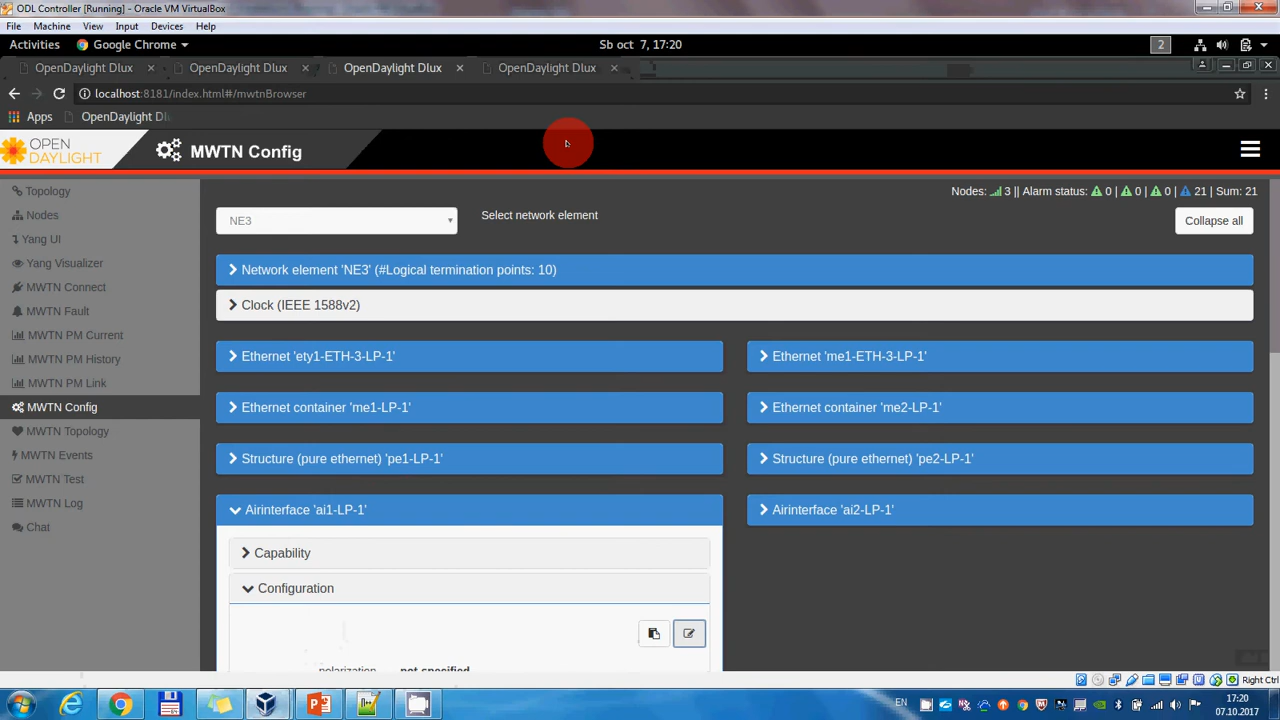 ODL Controller [Running] - Oracle VM VirtualBox
File Machine View Input Devices Help
Activities Google Chrome Sb oct 7, 17:20 2
OpenDaylight Dlux OpenDaylight Dlux OpenDaylight Dlux OpenDaylight Dlux
localhost:8181/index.html#/mwtnBrowser
Apps OpenDaylight Dl
OPEN
DAYLIGHT
MWTN Config
Nodes: 3 || Alarm status: 0 | 0 | 0 | 21 | Sum: 21
Topology
Nodes
Yang UI
Yang Visualizer
MWTN Connect
MWTN Fault
MWTN PM Current
MWTN PM History
MWTN PM Link
MWTN Config
MWTN Topology
MWTN Events
MWTN Test
MWTN Log
Chat
NE3
Select network element
Collapse all
Network element 'NE3' (#Logical termination points: 10)
Clock (IEEE 1588v2)
Ethernet 'ety1-ETH-3-LP-1'
Ethernet 'me1-ETH-3-LP-1'
Ethernet container 'me1-LP-1'
Ethernet container 'me2-LP-1'
Structure (pure ethernet) 'pe1-LP-1'
Structure (pure ethernet) 'pe2-LP-1'
Airinterface 'ai1-LP-1'
Airinterface 'ai2-LP-1'
Capability
Configuration
polarization not specified
Right Ctrl
EN
17:20
07.10.2017